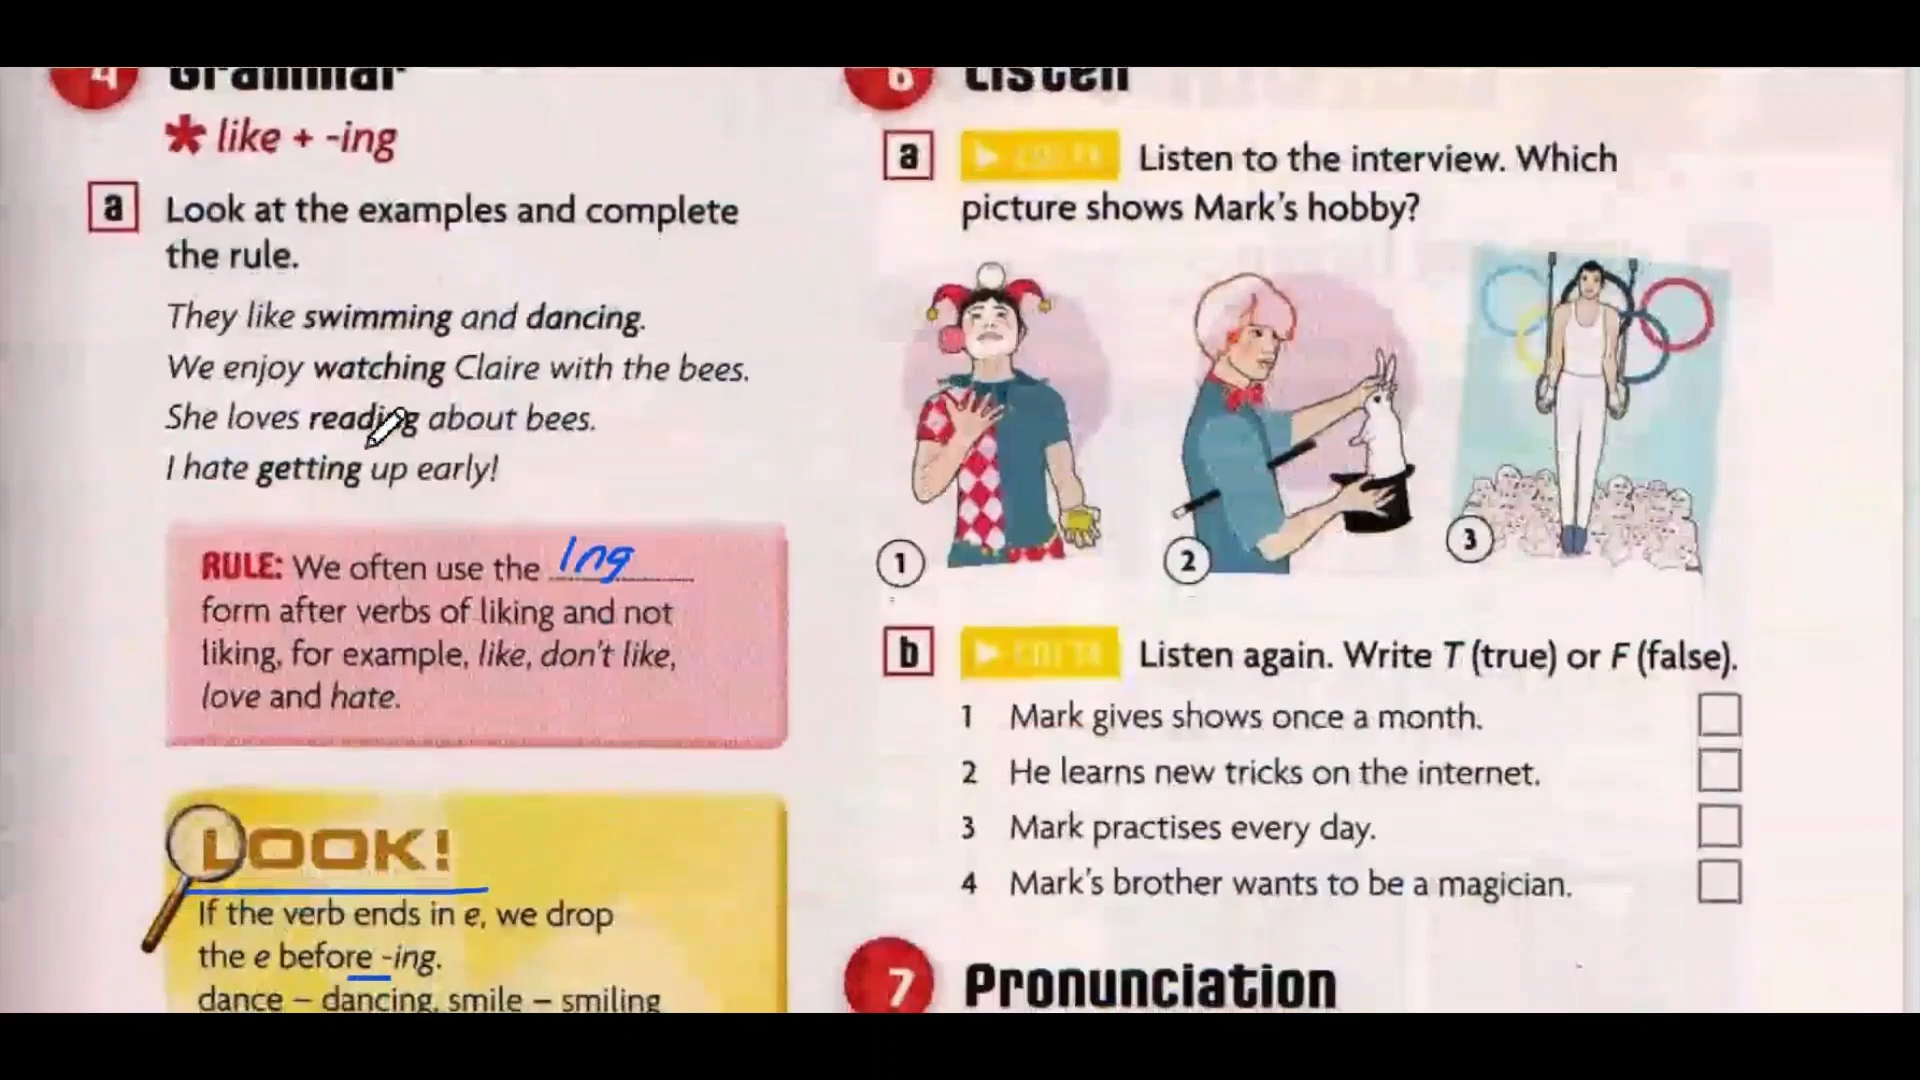 4 Grammar
* like + -ing
a Look at the examples and complete
the rule.
They like swimming and dancing.
We enjoy watching Claire with the bees.
She loves reading about bees.
I hate getting up early!
RULE: We often use the ing
form after verbs of liking and not
liking, for example, like, don't like,
love and hate.
LOOK!
If the verb ends in e, we drop
the e before -ing.
dance – dancing, smile – smiling
6 Listen
a Listen to the interview. Which
picture shows Mark's hobby?
1
2
3
b Listen again. Write T (true) or F (false).
1 Mark gives shows once a month.
2 He learns new tricks on the internet.
3 Mark practises every day.
4 Mark's brother wants to be a magician.
7 Pronunciation